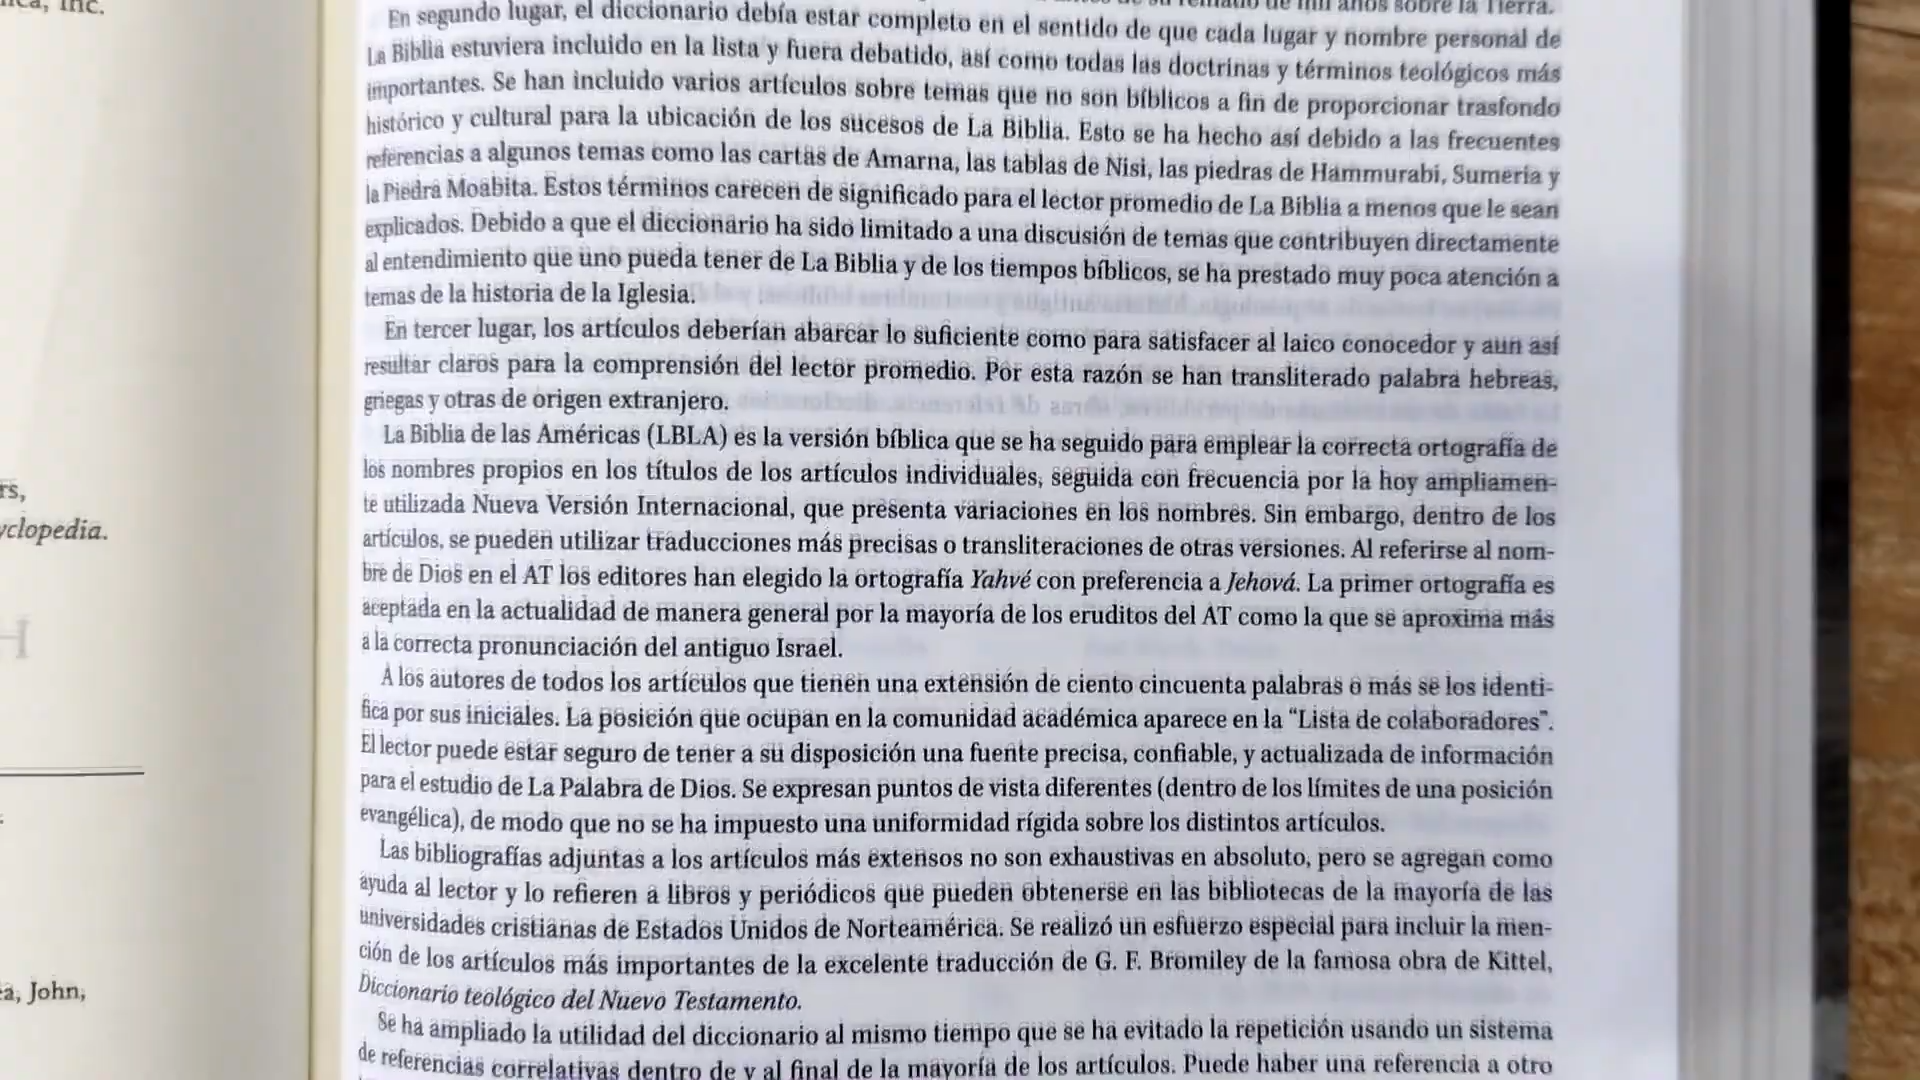 ica, Inc.
rs,
yclopedia.
H
ea, John,
su reinado de mil años sobre la Tierra.
En segundo lugar, el diccionario debía estar completo en el sentido de que cada lugar y nombre personal de
La Biblia estuviera incluido en la lista y fuera debatido, así como todas las doctrinas y términos teológicos más
importantes. Se han incluido varios artículos sobre temas que no son bíblicos a fin de proporcionar trasfondo
histórico y cultural para la ubicación de los sucesos de La Biblia. Esto se ha hecho así debido a las frecuentes
referencias a algunos temas como las cartas de Amarna, las tablas de Nisi, las piedras de Hammurabi, Sumeria y
la Piedra Moabita. Estos términos carecen de significado para el lector promedio de La Biblia a menos que le sean
explicados. Debido a que el diccionario ha sido limitado a una discusión de temas que contribuyen directamente
al entendimiento que uno pueda tener de La Biblia y de los tiempos bíblicos, se ha prestado muy poca atención a
temas de la historia de la Iglesia.
En tercer lugar, los artículos deberían abarcar lo suficiente como para satisfacer al laico conocedor y aun así
resultar claros para la comprensión del lector promedio. Por esta razón se han transliterado palabra hebreas,
griegas y otras de origen extranjero.
La Biblia de las Américas (LBLA) es la versión bíblica que se ha seguido para emplear la correcta ortografía de
los nombres propios en los títulos de los artículos individuales, seguida con frecuencia por la hoy ampliamen-
te utilizada Nueva Versión Internacional, que presenta variaciones en los nombres. Sin embargo, dentro de los
artículos, se pueden utilizar traducciones más precisas o transliteraciones de otras versiones. Al referirse al nom-
bre de Dios en el AT los editores han elegido la ortografía Yahvé con preferencia a Jehová. La primer ortografía es
aceptada en la actualidad de manera general por la mayoría de los eruditos del AT como la que se aproxima más
a la correcta pronunciación del antiguo Israel.
A los autores de todos los artículos que tienen una extensión de ciento cincuenta palabras o más se los identi-
fica por sus iniciales. La posición que ocupan en la comunidad académica aparece en la “Lista de colaboradores”.
El lector puede estar seguro de tener a su disposición una fuente precisa, confiable, y actualizada de información
para el estudio de La Palabra de Dios. Se expresan puntos de vista diferentes (dentro de los límites de una posición
evangélica), de modo que no se ha impuesto una uniformidad rígida sobre los distintos artículos.
Las bibliografías adjuntas a los artículos más extensos no son exhaustivas en absoluto, pero se agregan como
ayuda al lector y lo refieren a libros y periódicos que pueden obtenerse en las bibliotecas de la mayoría de las
universidades cristianas de Estados Unidos de Norteamérica. Se realizó un esfuerzo especial para incluir la men-
ción de los artículos más importantes de la excelente traducción de G. F. Bromiley de la famosa obra de Kittel,
Diccionario teológico del Nuevo Testamento.
Se ha ampliado la utilidad del diccionario al mismo tiempo que se ha evitado la repetición usando un sistema
de referencias correlativas dentro de y al final de la mayoría de los artículos. Puede haber una referencia a otro